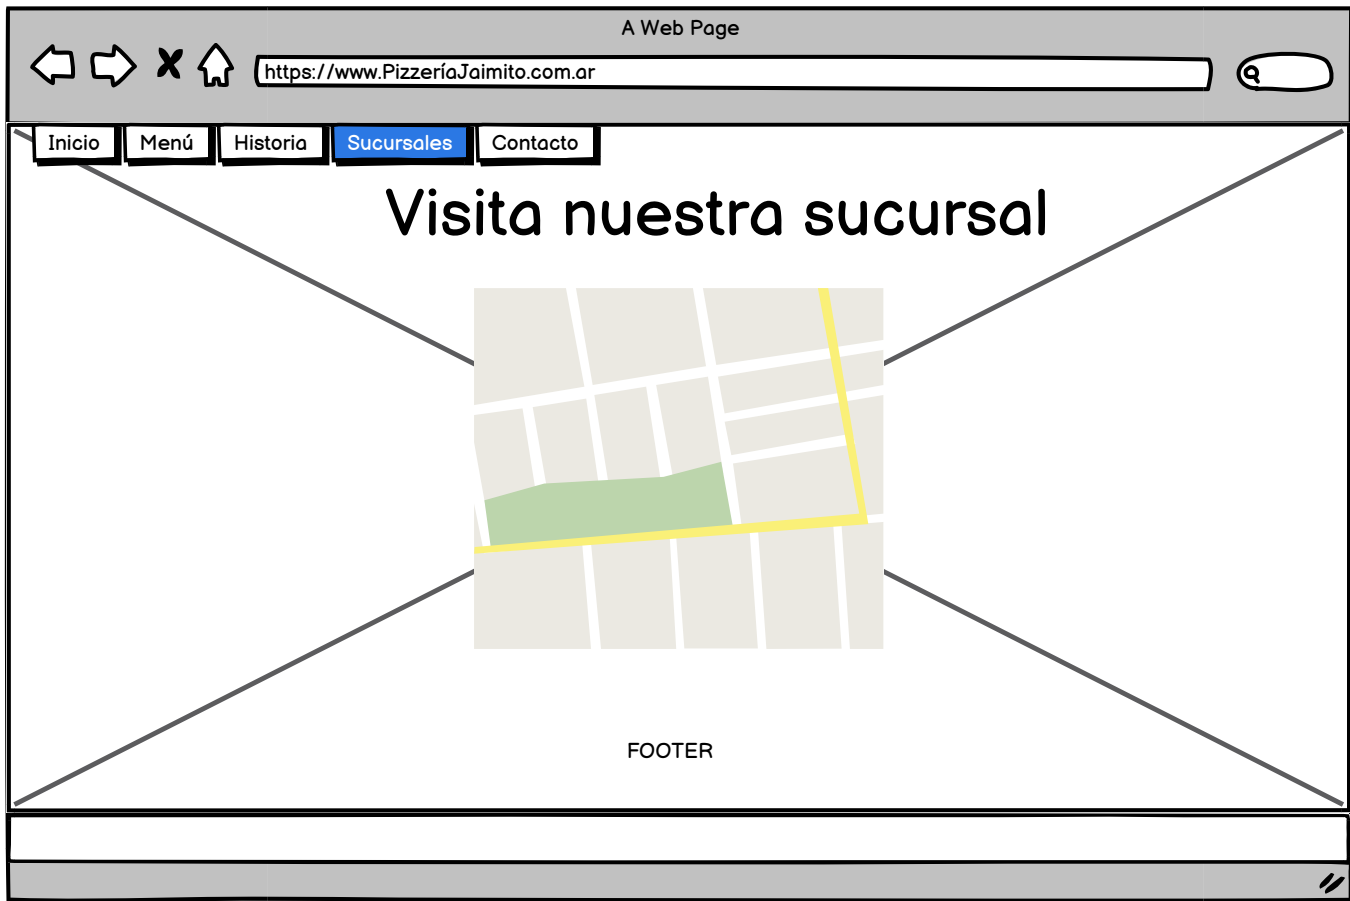 A Web Page
https://www.PizzeríaJaimito.com.ar
Inicio Menú Historia Sucursales Contacto
Visita nuestra sucursal
FOOTER